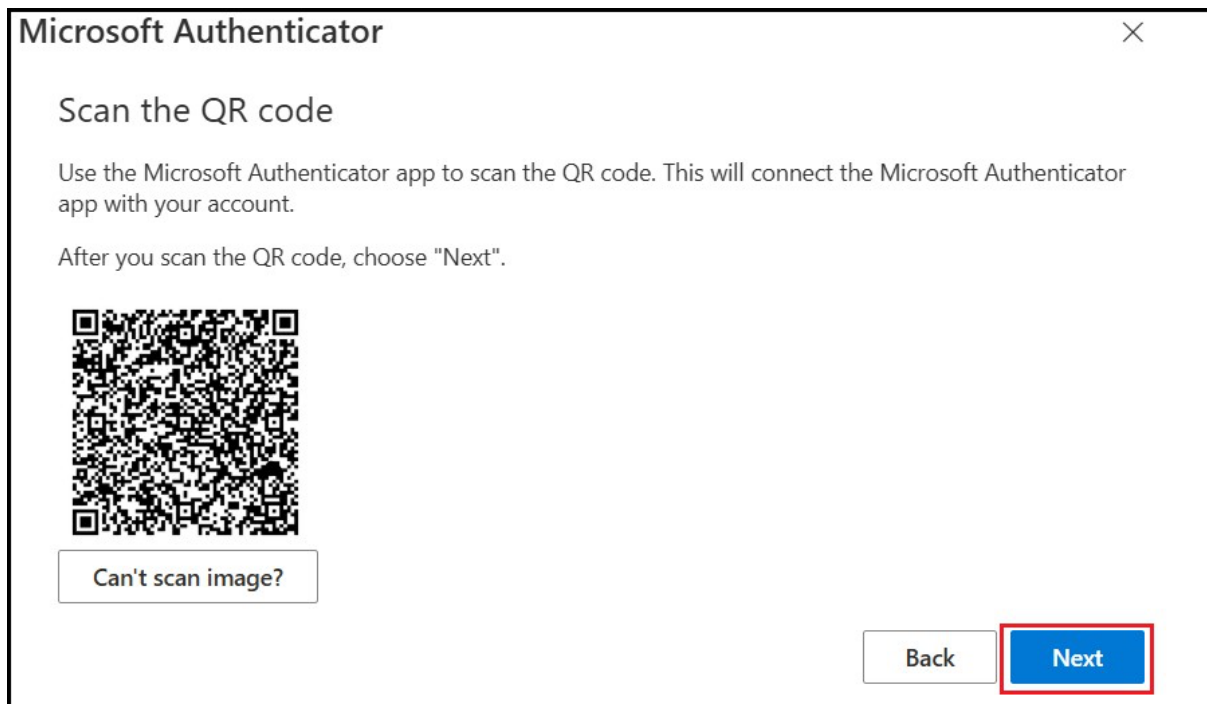 Microsoft Authenticator
Scan the QR code
Use the Microsoft Authenticator app to scan the QR code. This will connect the Microsoft Authenticator
app with your account.
After you scan the QR code, choose "Next".
Can't scan image?
Back
Next